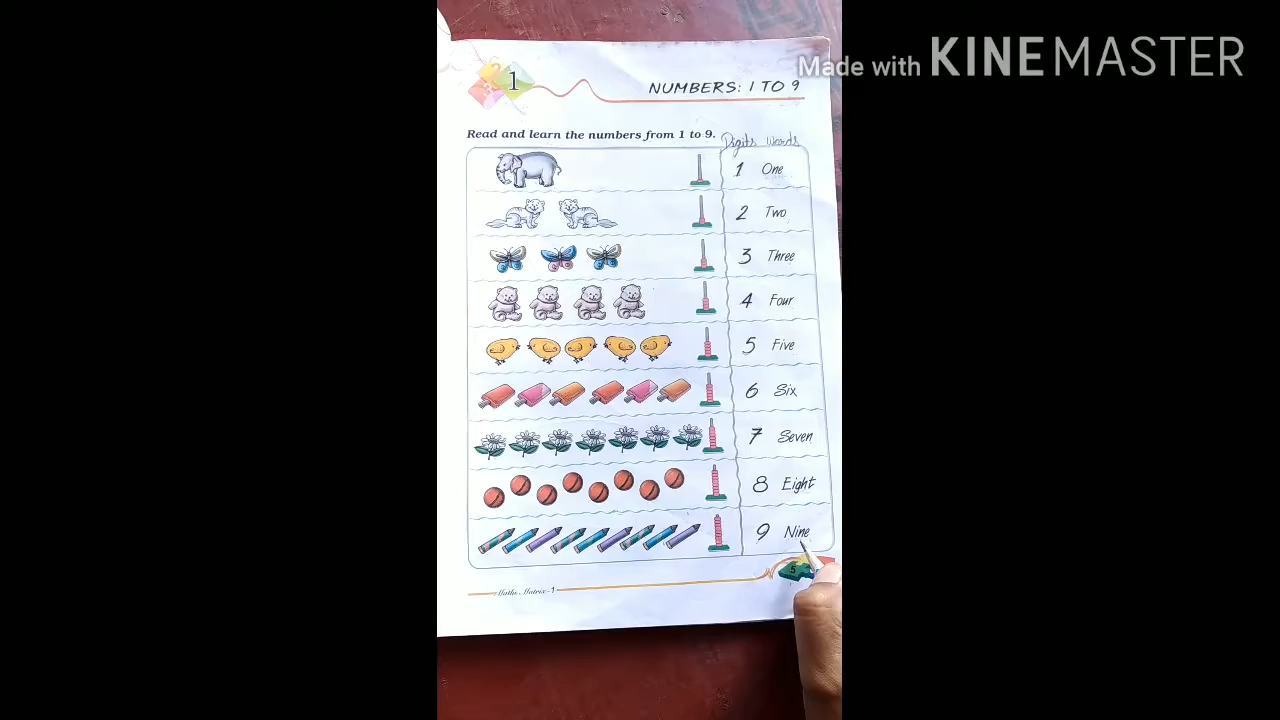 Made with KINEMASTER
1
NUMBERS: 1 TO 9
Read and learn the numbers from 1 to 9.
Digits words
1 One
2 Two
3 Three
4 Four
5 Five
6 Six
7 Seven
8 Eight
9 Nine
5
Maths Matrix-1